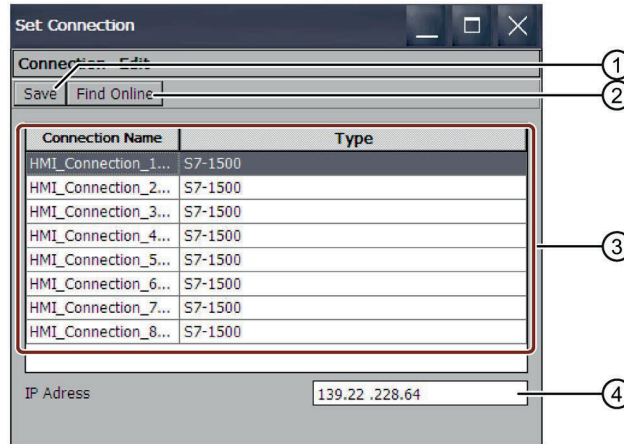 Set Connection
Connection Edit
1
Save Find Online
2
Connection Name Type
HMI_Connection_1... S7-1500
HMI_Connection_2... S7-1500
HMI_Connection_3... S7-1500
HMI_Connection_4... S7-1500
HMI_Connection_5... S7-1500
3
HMI_Connection_6... S7-1500
HMI_Connection_7... S7-1500
HMI_Connection_8... S7-1500
IP Adress 139.22 .228.64
4